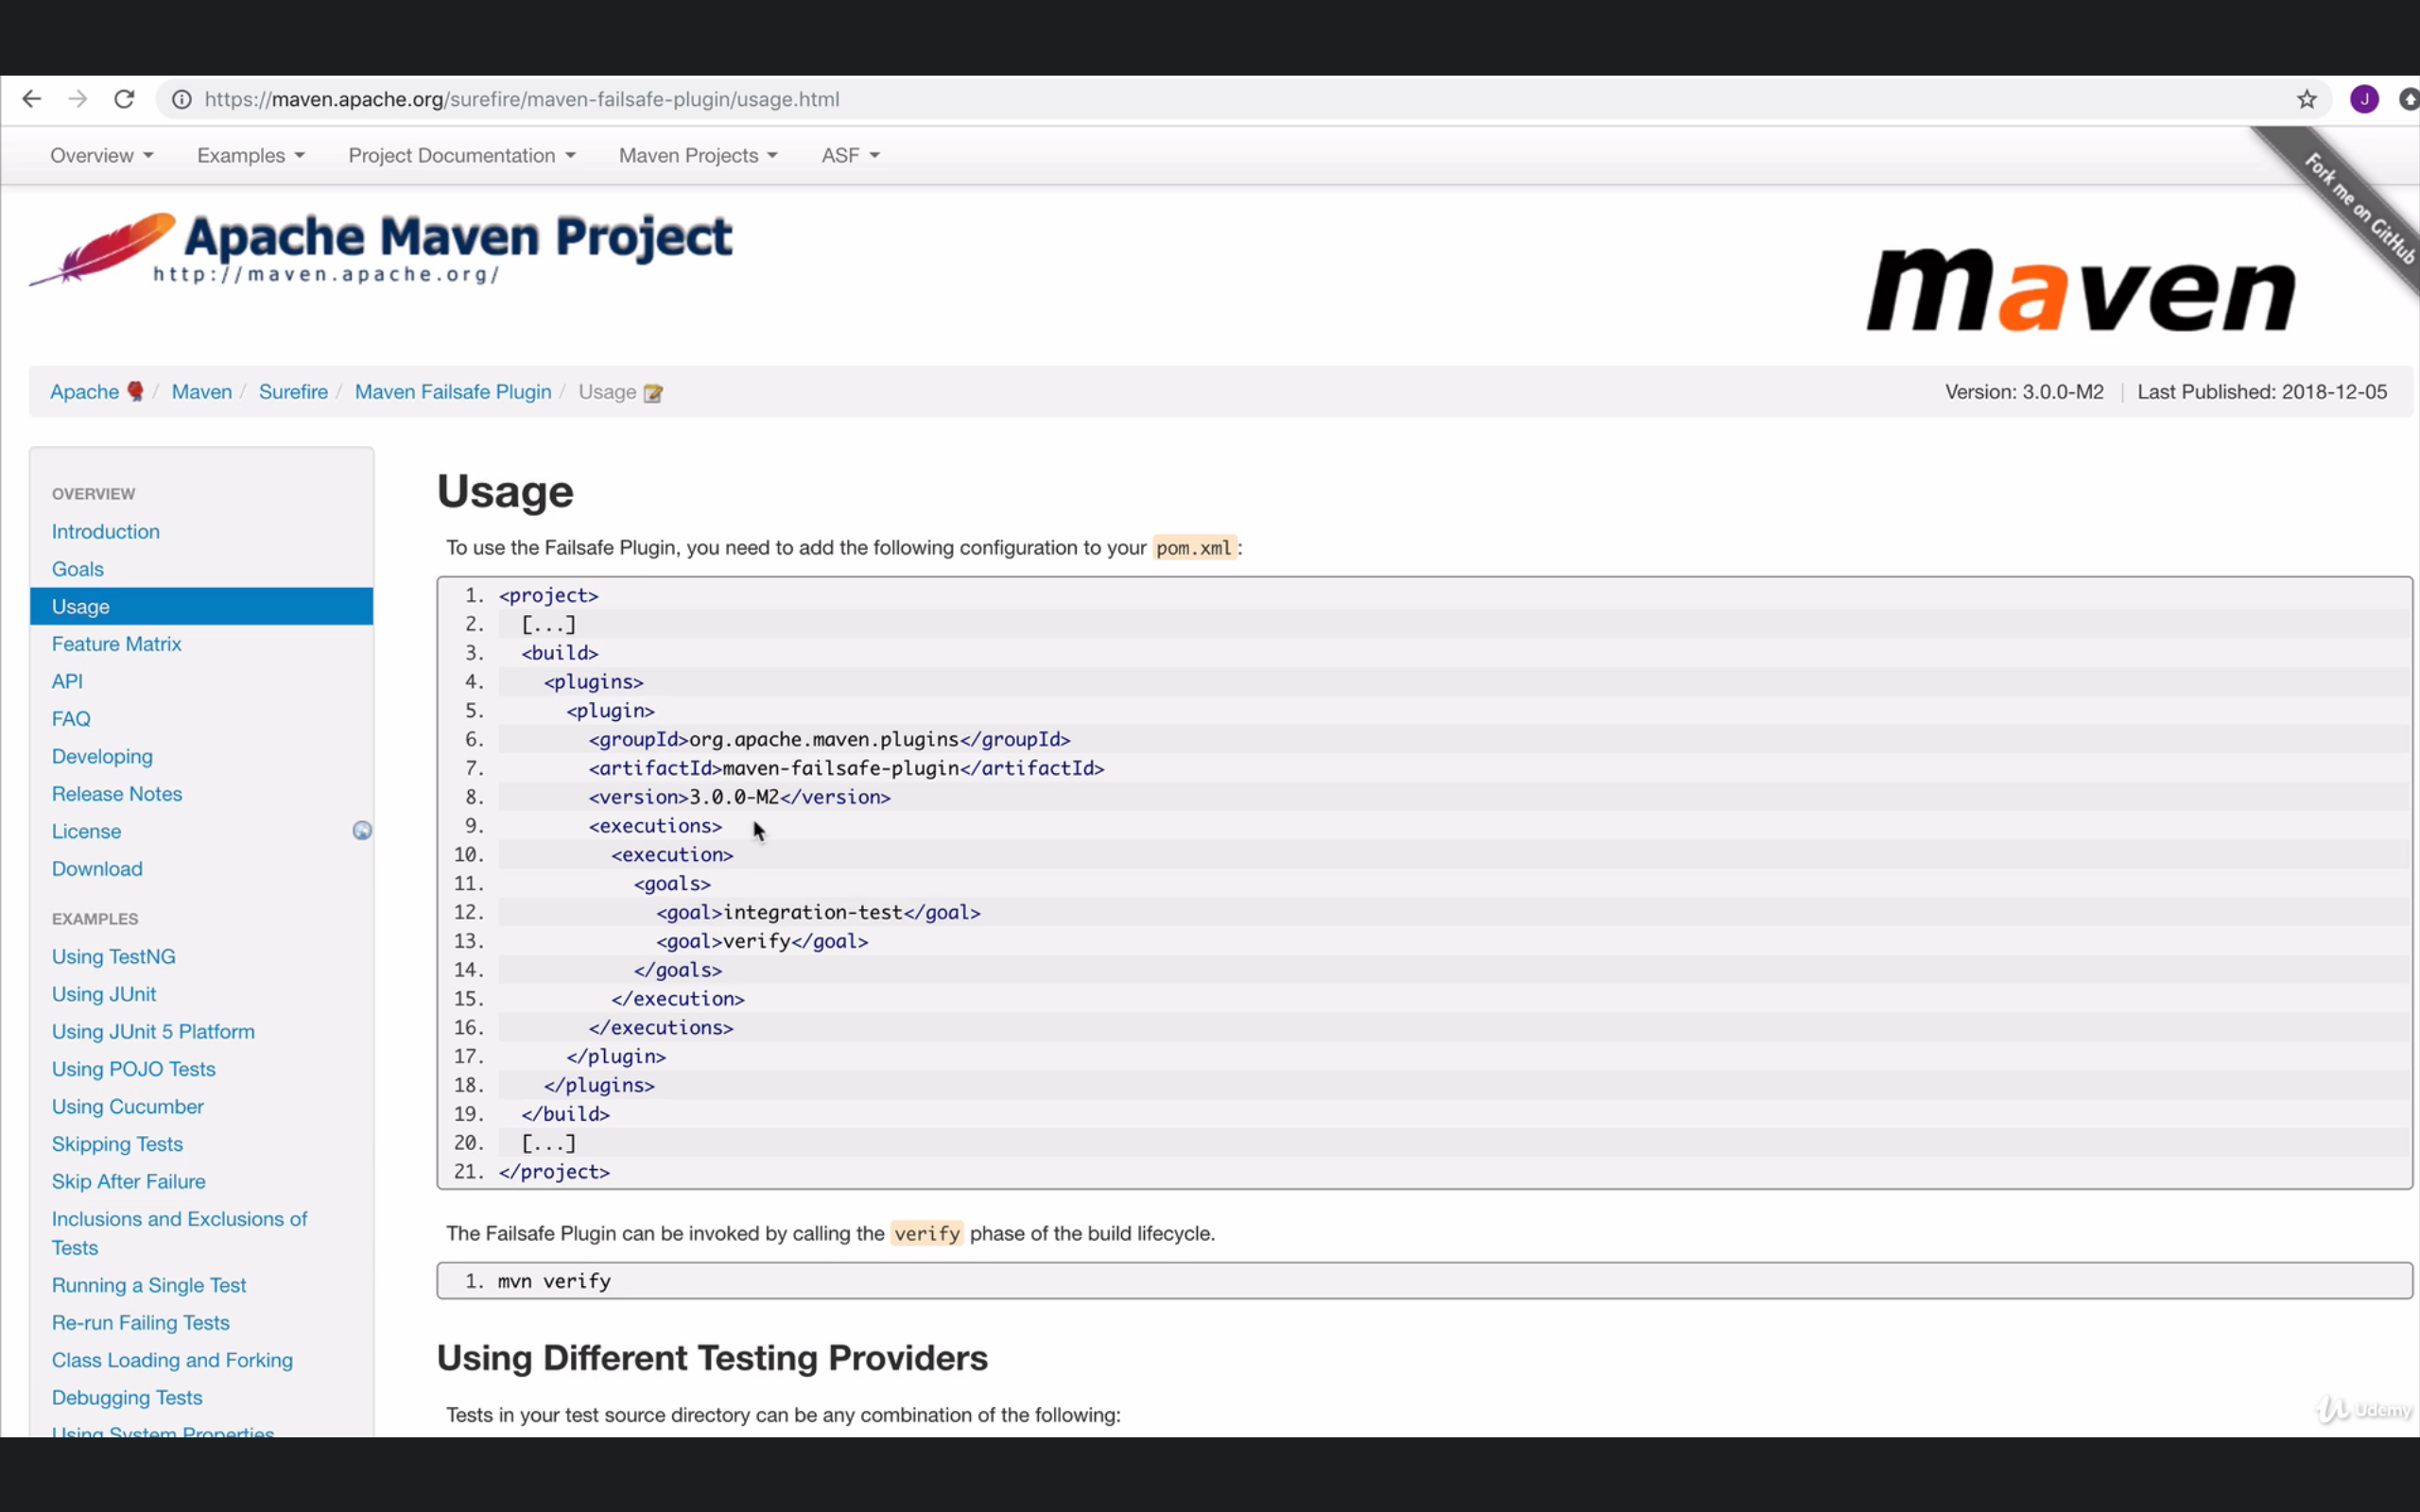 https://maven.apache.org/surefire/maven-failsafe-plugin/usage.html
J
Overview Examples Project Documentation Maven Projects ASF
Fork me on GitHub
Apache Maven Project
http://maven.apache.org/
maven
Apache / Maven / Surefire / Maven Failsafe Plugin / Usage
Version: 3.0.0-M2 | Last Published: 2018-12-05
OVERVIEW
Introduction
Goals
Usage
Feature Matrix
API
FAQ
Developing
Release Notes
License
Download
EXAMPLES
Using TestNG
Using JUnit
Using JUnit 5 Platform
Using POJO Tests
Using Cucumber
Skipping Tests
Skip After Failure
Inclusions and Exclusions of
Tests
Running a Single Test
Re-run Failing Tests
Class Loading and Forking
Debugging Tests
Using System Properties
Usage
To use the Failsafe Plugin, you need to add the following configuration to your pom.xml:
1. <project>
2. [...]
3. <build>
4. <plugins>
5. <plugin>
6. <groupId>org.apache.maven.plugins</groupId>
7. <artifactId>maven-failsafe-plugin</artifactId>
8. <version>3.0.0-M2</version>
9. <executions>
10. <execution>
11. <goals>
12. <goal>integration-test</goal>
13. <goal>verify</goal>
14. </goals>
15. </execution>
16. </executions>
17. </plugin>
18. </plugins>
19. </build>
20. [...]
21. </project>
The Failsafe Plugin can be invoked by calling the verify phase of the build lifecycle.
1. mvn verify
Using Different Testing Providers
Tests in your test source directory can be any combination of the following:
Udemy